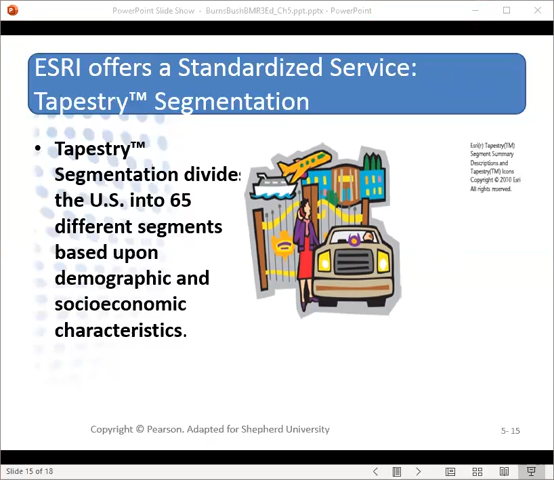 PowerPoint Slide Show - BurnsBushBMR3Ed_Ch5.ppt.pptx - PowerPoint
ESRI offers a Standardized Service:
Tapestry™ Segmentation
• Tapestry™
Segmentation divides
the U.S. into 65
different segments
based upon
demographic and
socioeconomic
characteristics.
Esri(r) Tapestry(TM)
Segment Summary
Descriptions and
Tapestry(TM) Icons
Copyright © 2010 Esri
All rights reserved.
Copyright © Pearson. Adapted for Shepherd University
5- 15
Slide 15 of 18